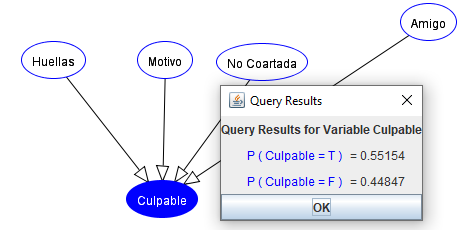 Amigo
Huellas
Motivo
No Coartada
Query Results
Query Results for Variable Culpable
P ( Culpable = T ) = 0.55154
P ( Culpable = F ) = 0.44847
OK
Culpable